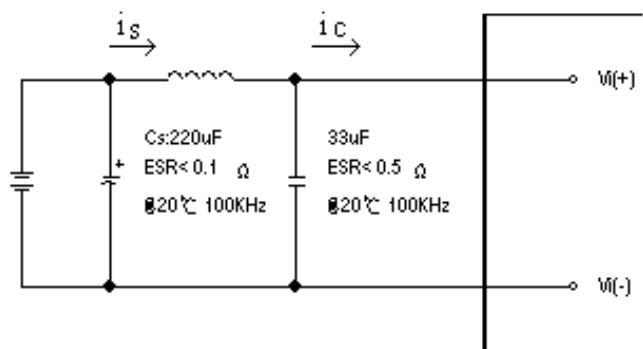 is ic
Vi(+)
+
Cs:220uF 33uF
ESR< 0.1 Ω ESR< 0.5 Ω
@20℃ 100KHz @20℃ 100KHz
Vi(-)